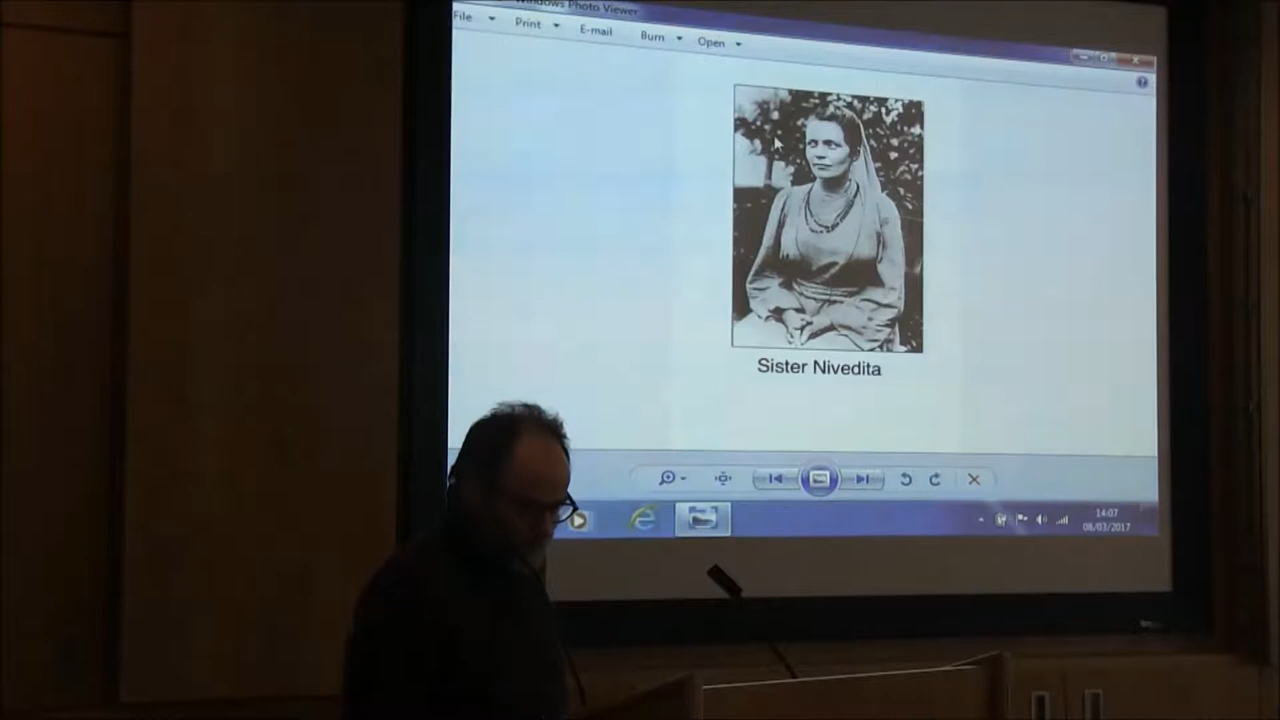 Windows Photo Viewer
File Print E-mail Burn Open
Sister Nivedita
14:07
08/03/2017